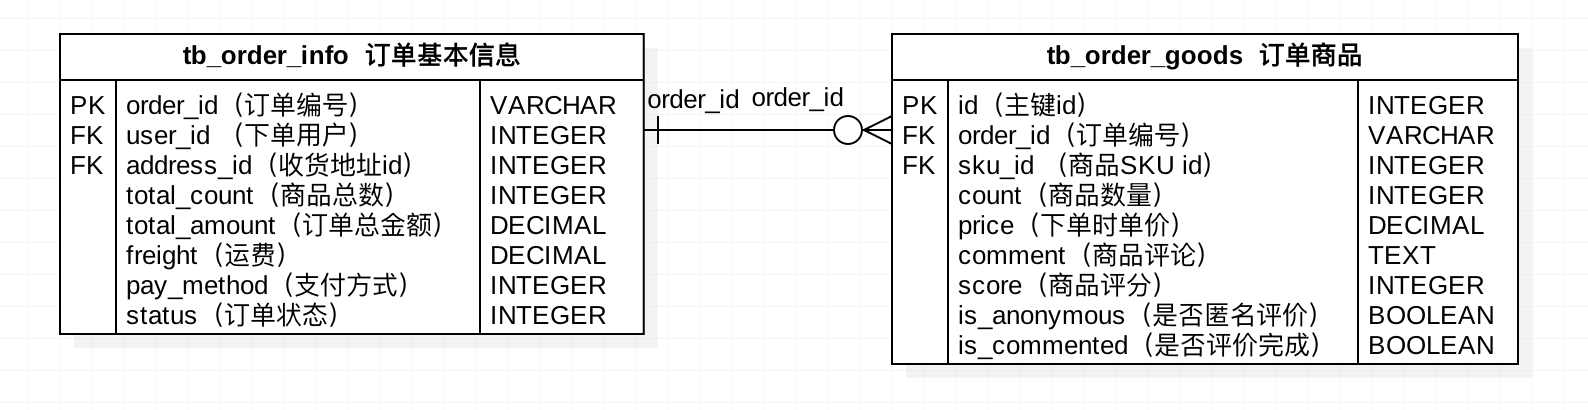 tb_order_info 订单基本信息
PK order_id（订单编号） VARCHAR
FK user_id （下单用户） INTEGER
FK address_id（收货地址id） INTEGER
total_count（商品总数） INTEGER
total_amount（订单总金额） DECIMAL
freight（运费） DECIMAL
pay_method（支付方式） INTEGER
status（订单状态） INTEGER
order_id order_id
tb_order_goods 订单商品
PK id（主键id） INTEGER
FK order_id（订单编号） VARCHAR
FK sku_id （商品SKU id） INTEGER
count（商品数量） INTEGER
price（下单时单价） DECIMAL
comment（商品评论） TEXT
score（商品评分） INTEGER
is_anonymous（是否匿名评价） BOOLEAN
is_commented（是否评价完成） BOOLEAN